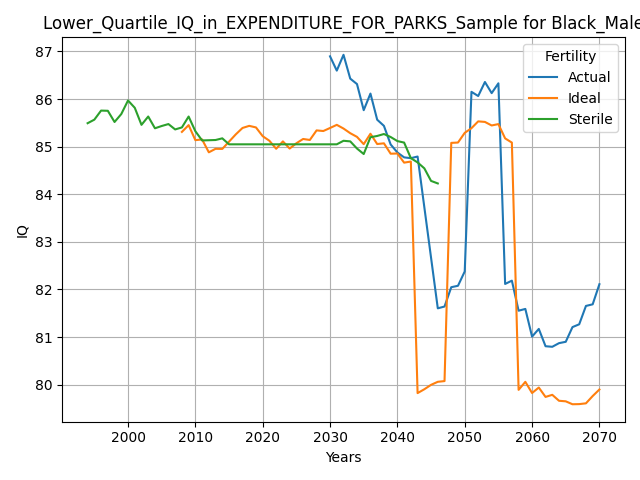 Lower_Quartile_IQ_in_EXPENDITURE_FOR_PARKS_Sample for Black_Male
87
86
85
84
83
82
81
80
IQ
Fertility
Actual
Ideal
Sterile
2000 2010 2020 2030 2040 2050 2060 2070
Years